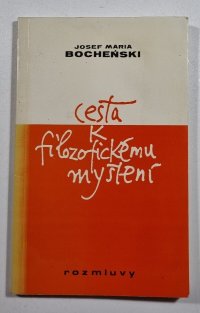 JOSEF MARIA
BOCHEŃSKI
cesta
k
filozofickému
myšlení
rozmluvy